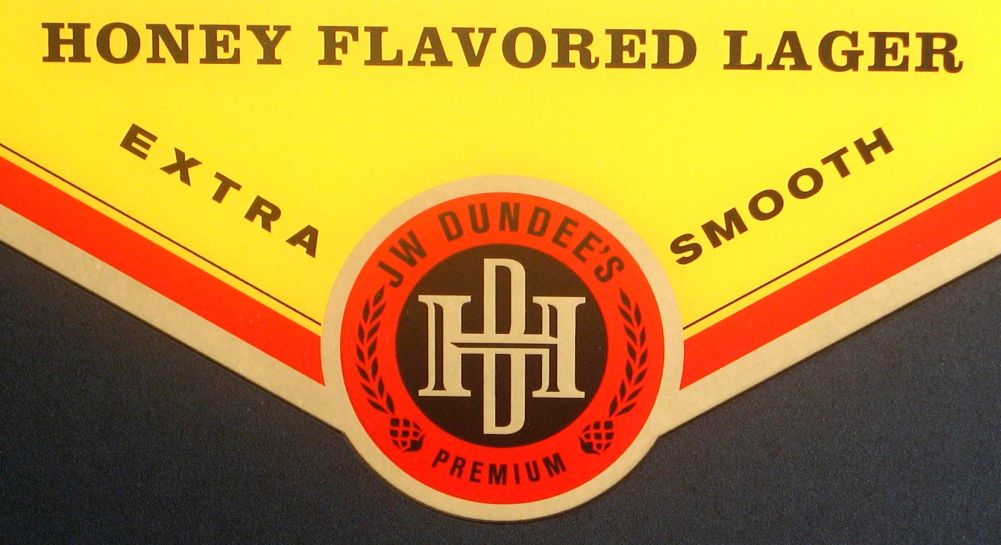 HONEY FLAVORED LAGER
EXTRA SMOOTH
JW DUNDEE'S
HD
PREMIUM